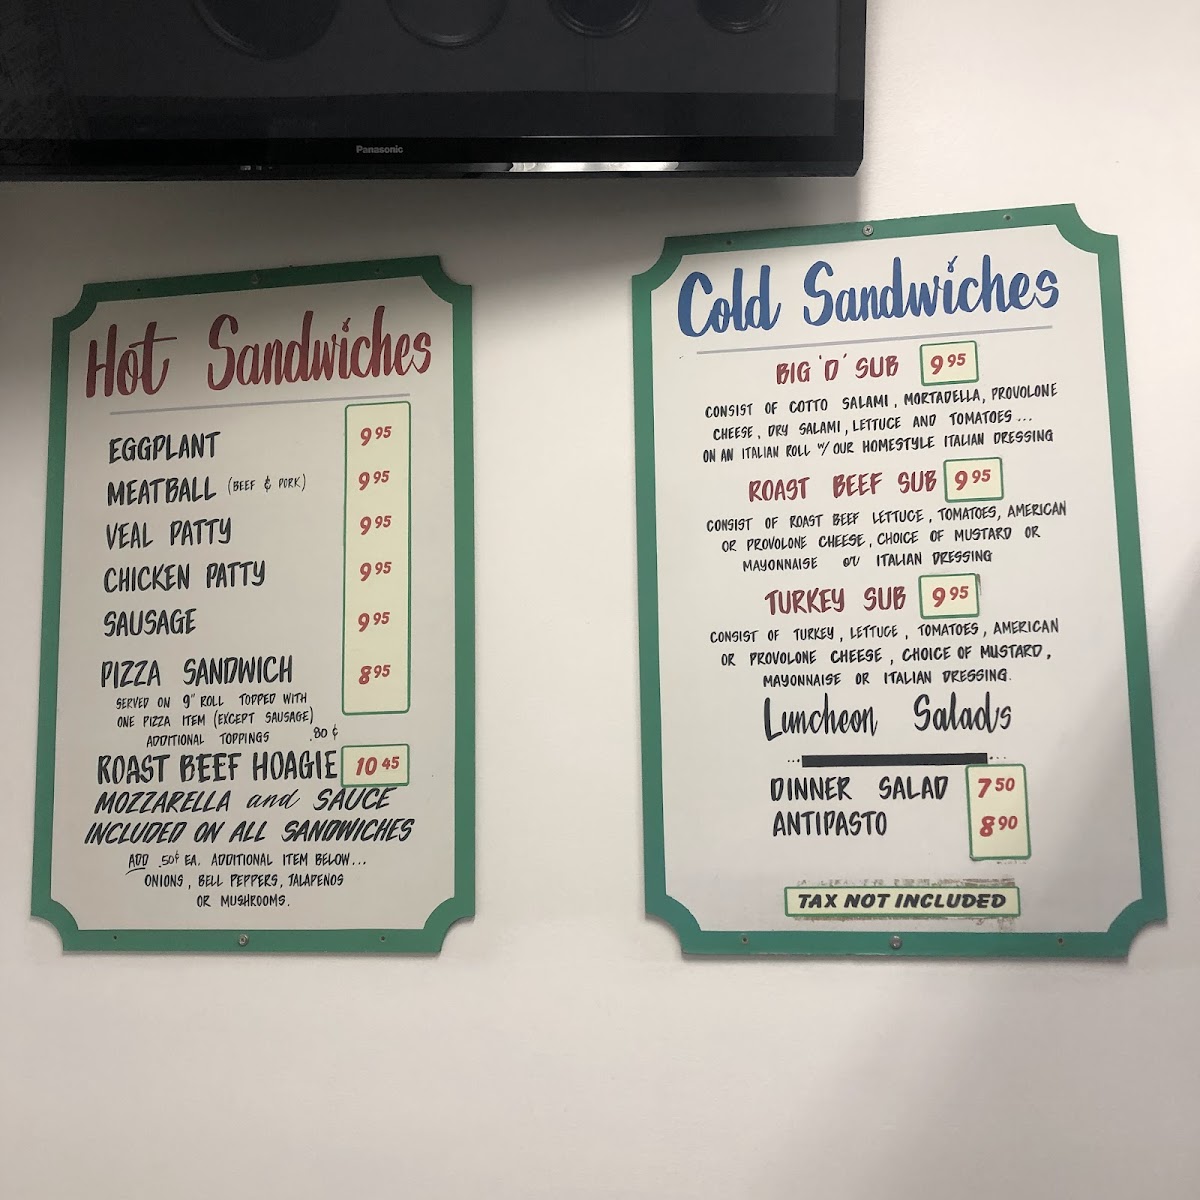 Panasonic
Hot Sandwiches
EGGPLANT 9 95
MEATBALL (BEEF & PORK) 9 95
VEAL PATTY 9 95
CHICKEN PATTY 9 95
SAUSAGE 9 95
PIZZA SANDWICH 8 95
SERVED ON 9" ROLL TOPPED WITH
ONE PIZZA ITEM (EXCEPT SAUSAGE)
ADDITIONAL TOPPINGS .80 ¢
ROAST BEEF HOAGIE 10 45
MOZZARELLA and SAUCE
INCLUDED ON ALL SANDWICHES
ADD .50¢ EA. ADDITIONAL ITEM BELOW...
ONIONS, BELL PEPPERS, JALAPENOS
OR MUSHROOMS.
Cold Sandwiches
BIG 'D' SUB 9 95
CONSIST OF COTTO SALAMI, MORTADELLA, PROVOLONE
CHEESE, DRY SALAMI, LETTUCE AND TOMATOES...
ON AN ITALIAN ROLL W/ OUR HOMESTYLE ITALIAN DRESSING
ROAST BEEF SUB 9 95
CONSIST OF ROAST BEEF LETTUCE, TOMATOES, AMERICAN
OR PROVOLONE CHEESE, CHOICE OF MUSTARD OR
MAYONNAISE or ITALIAN DRESSING
TURKEY SUB 9 95
CONSIST OF TURKEY, LETTUCE, TOMATOES, AMERICAN
OR PROVOLONE CHEESE, CHOICE OF MUSTARD,
MAYONNAISE OR ITALIAN DRESSING.
Luncheon Salads
DINNER SALAD 7 50
ANTIPASTO 8 90
TAX NOT INCLUDED